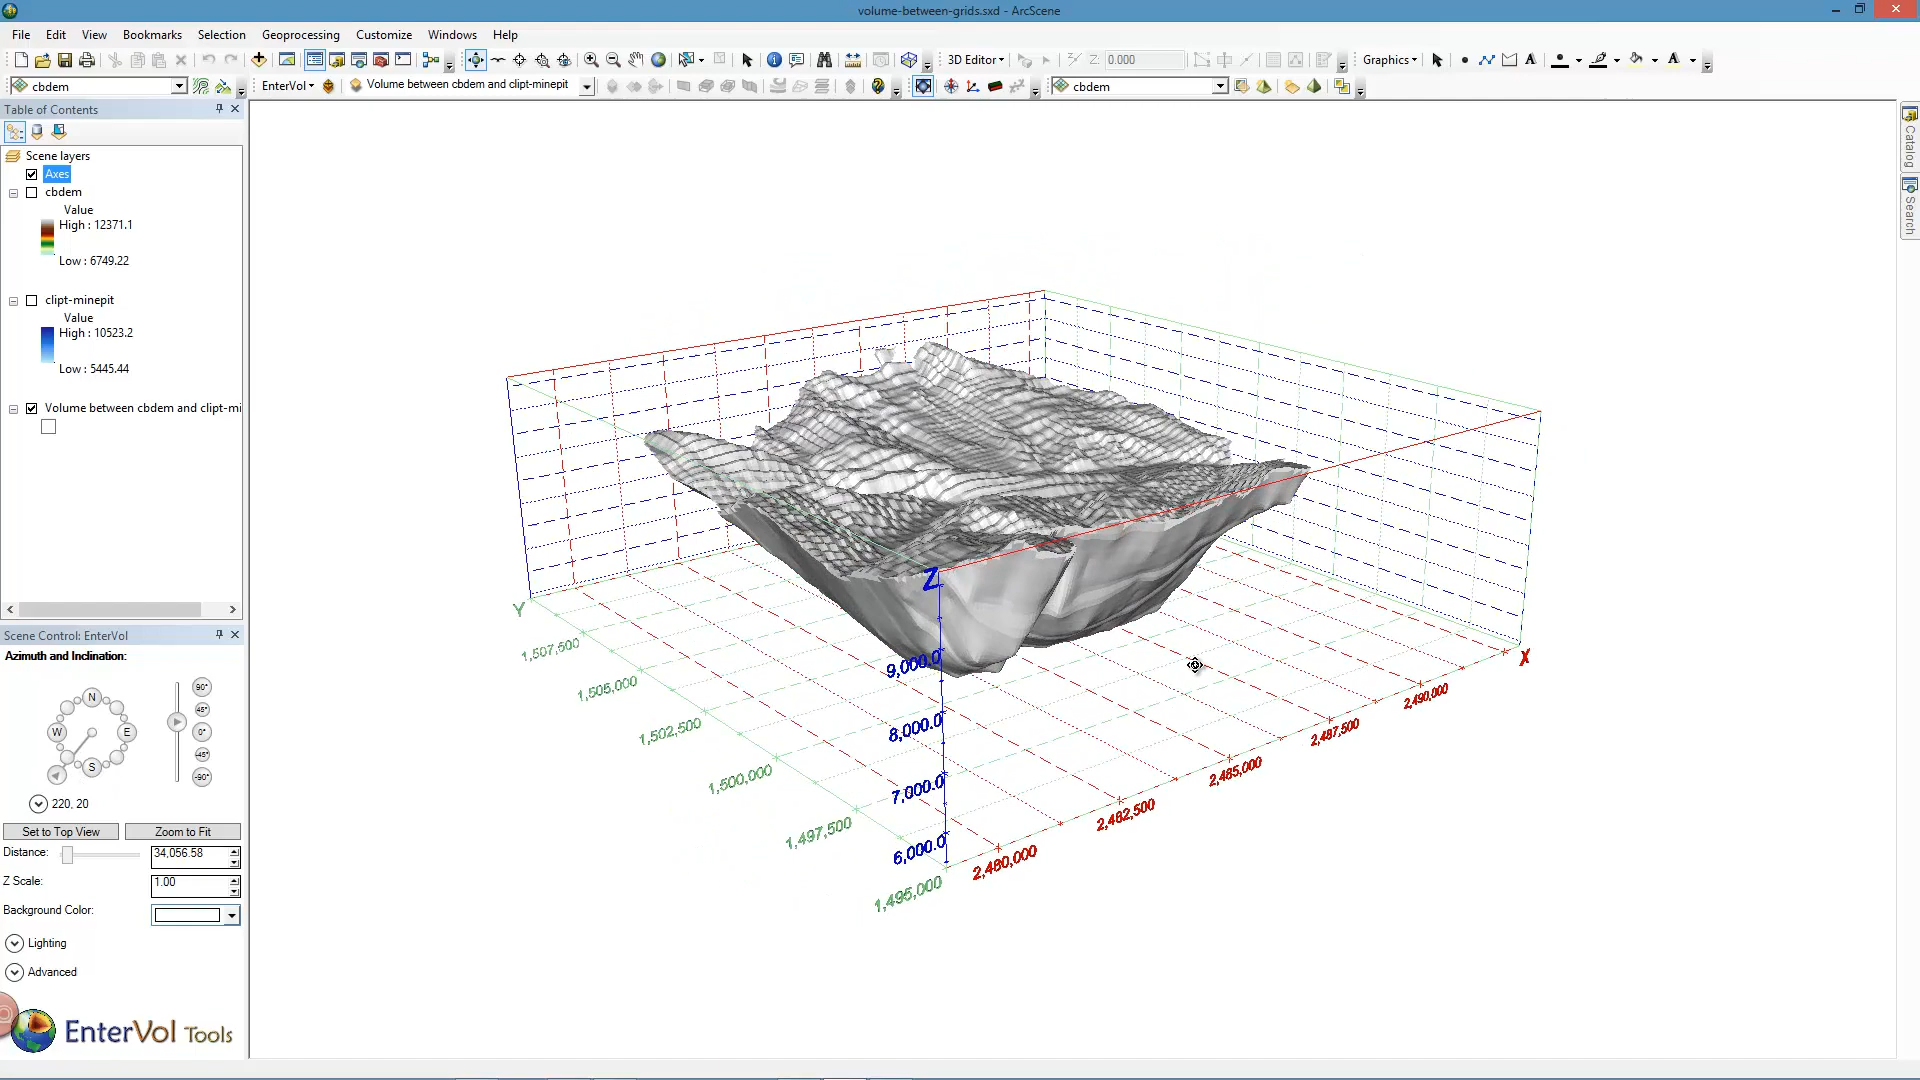 volume-between-grids.sxd - ArcScene
File Edit View Bookmarks Selection Geoprocessing Customize Windows Help
3D Editor Z: 0.000 Graphics A A
cbdem EnterVol Volume between cbdem and clipt-minepit cbdem
Table of Contents
Scene layers
Axes
cbdem
Value
High : 12371.1
Low : 6749.22
clipt-minepit
Value
High : 10523.2
Low : 5445.44
Volume between cbdem and clipt-mi
Scene Control: EnterVol
Azimuth and Inclination:
N
W E
S
90°
45°
0°
-45°
-90°
220, 20
Set to Top View Zoom to Fit
Distance: 34,056.58
Z Scale: 1.00
Background Color:
Lighting
Advanced
EnterVol Tools
Z
9,000.0
8,000.0
7,000.0
6,000.0
Y
1,507,500
1,505,000
1,502,500
1,500,000
1,497,500
1,495,000
X
2,490,000
2,487,500
2,485,000
2,482,500
2,480,000
Catalog
Search